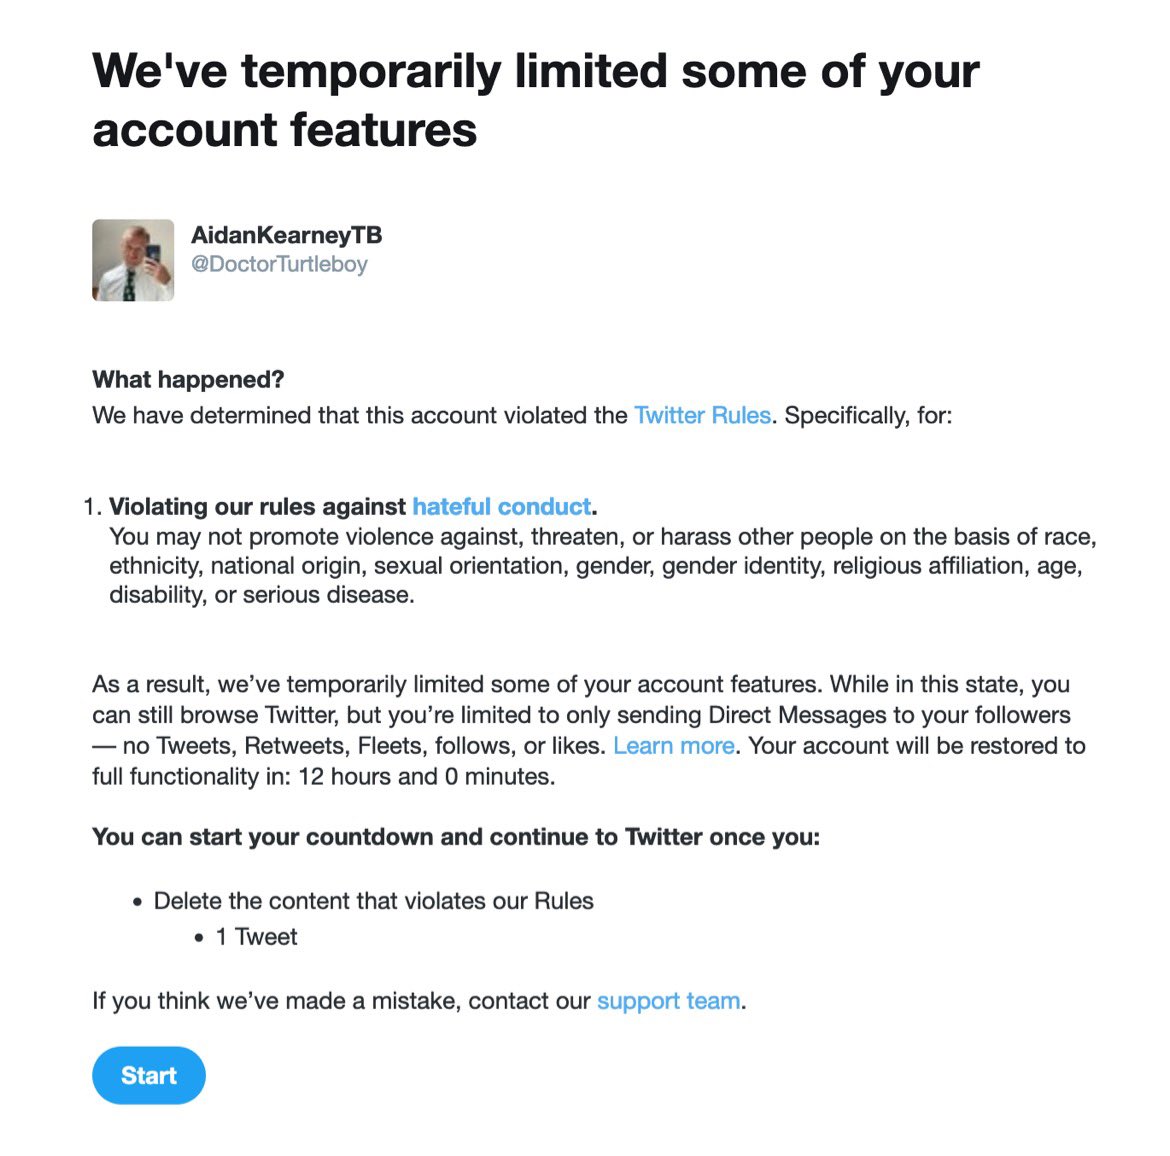 We've temporarily limited some of your
account features
AidanKearneyTB
@DoctorTurtleboy
What happened?
We have determined that this account violated the Twitter Rules. Specifically, for:
1. Violating our rules against hateful conduct.
You may not promote violence against, threaten, or harass other people on the basis of race,
ethnicity, national origin, sexual orientation, gender, gender identity, religious affiliation, age,
disability, or serious disease.
As a result, we’ve temporarily limited some of your account features. While in this state, you
can still browse Twitter, but you’re limited to only sending Direct Messages to your followers
— no Tweets, Retweets, Fleets, follows, or likes. Learn more. Your account will be restored to
full functionality in: 12 hours and 0 minutes.
You can start your countdown and continue to Twitter once you:
• Delete the content that violates our Rules
• 1 Tweet
If you think we’ve made a mistake, contact our support team.
Start